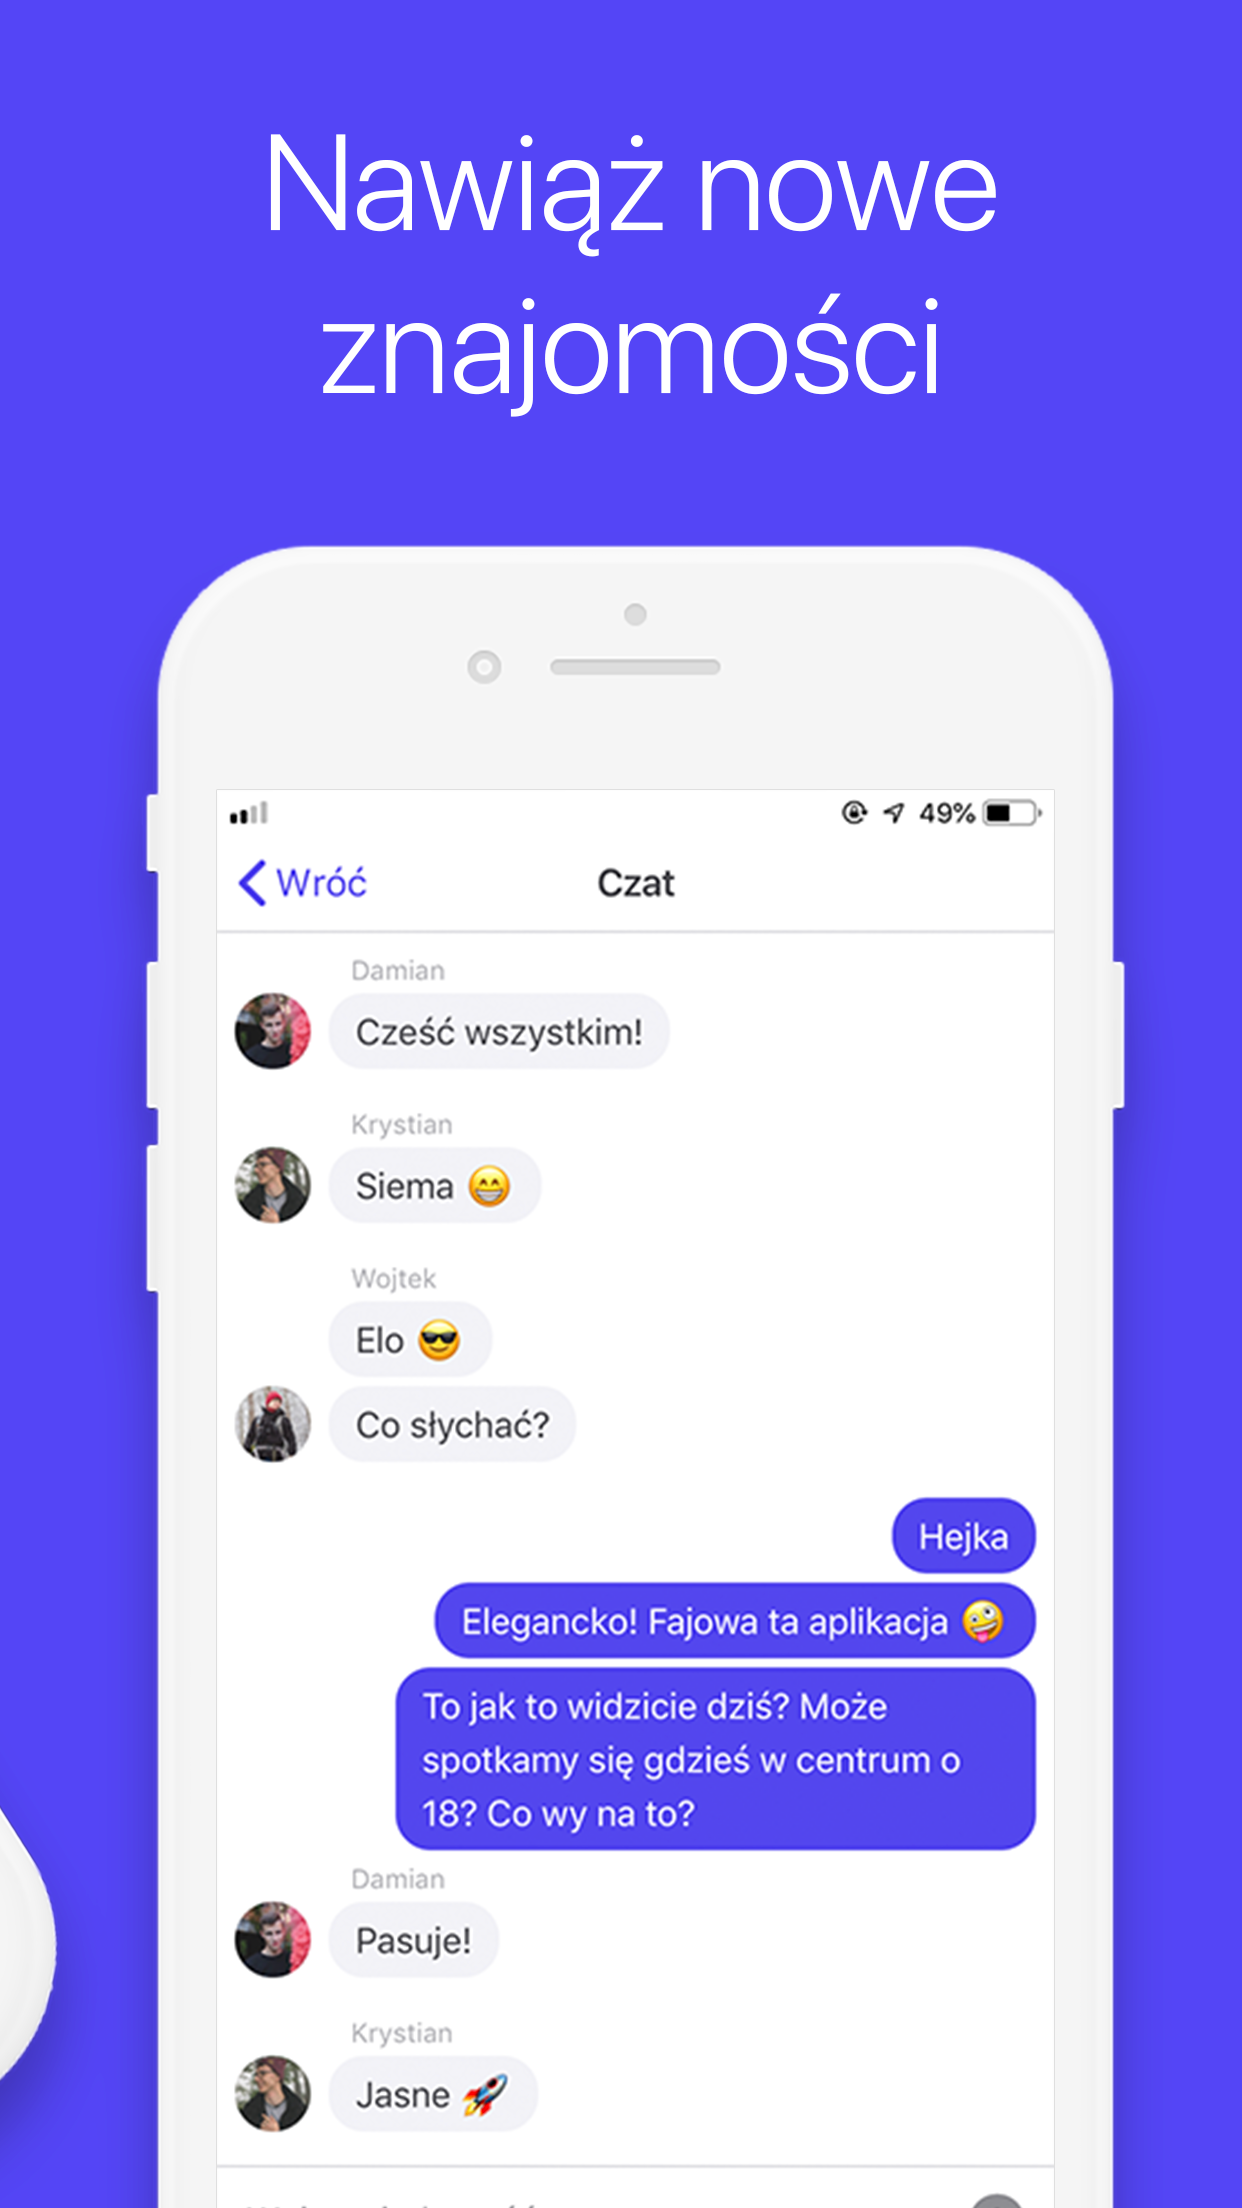 Nawiąż nowe
znajomości
49%
Wróć
Czat
Damian
Cześć wszystkim!
Krystian
Siema 😁
Wojtek
Elo 😎
Co słychać?
Hejka
Elegancko! Fajowa ta aplikacja 🤪
To jak to widzicie dziś? Może
spotkamy się gdzieś w centrum o
18? Co wy na to?
Damian
Pasuje!
Krystian
Jasne 🚀